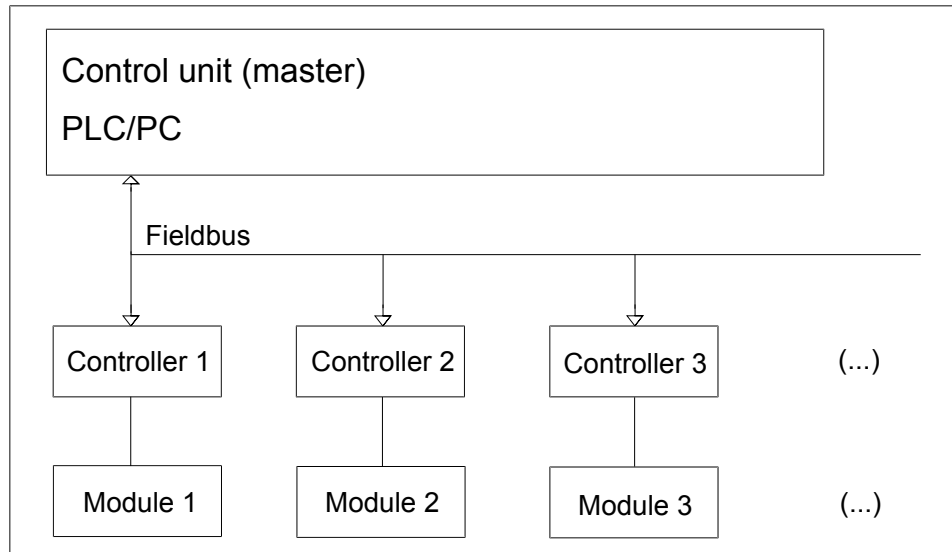 Control unit (master)
PLC/PC
Fieldbus
Controller 1
Controller 2
Controller 3
(...)
Module 1
Module 2
Module 3
(...)